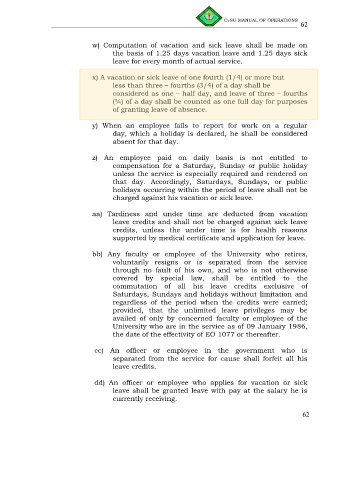 CvSU MANUAL OF OPERATIONS
62
w) Computation of vacation and sick leave shall be made on
the basis of 1.25 days vacation leave and 1.25 days sick
leave for every month of actual service.
x) A vacation or sick leave of one fourth (1/4) or more but
less than three – fourths (3/4) of a day shall be
considered as one – half day, and leave of three – fourths
(¾) of a day shall be counted as one full day for purposes
of granting leave of absence.
y) When an employee fails to report for work on a regular
day, which a holiday is declared, he shall be considered
absent for that day.
z) An employee paid on daily basis is not entitled to
compensation for a Saturday, Sunday or public holiday
unless the service is especially required and rendered on
that day. Accordingly, Saturdays, Sundays, or public
holidays occurring within the period of leave shall not be
charged against his vacation or sick leave.
aa) Tardiness and under time are deducted from vacation
leave credits and shall not be charged against sick leave
credits, unless the under time is for health reasons
supported by medical certificate and application for leave.
bb) Any faculty or employee of the University who retires,
voluntarily resigns or is separated from the service
through no fault of his own, and who is not otherwise
covered by special law, shall be entitled to the
commutation of all his leave credits exclusive of
Saturdays, Sundays and holidays without limitation and
regardless of the period when the credits were earned;
provided, that the unlimited leave privileges may be
availed of only by concerned faculty or employee of the
University who are in the service as of 09 January 1986,
the date of the effectivity of EO 1077 or thereafter.
cc) An officer or employee in the government who is
separated from the service for cause shall forfeit all his
leave credits.
dd) An officer or employee who applies for vacation or sick
leave shall be granted leave with pay at the salary he is
currently receiving.
62